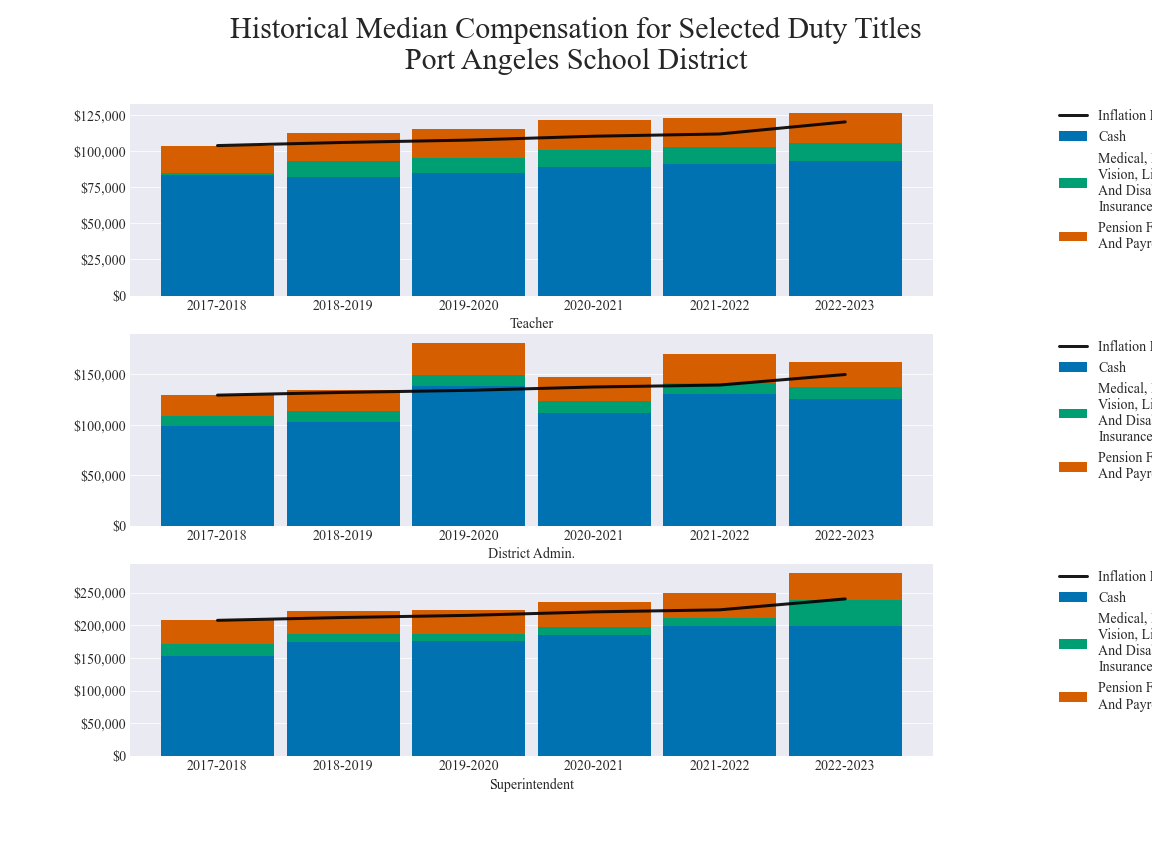 Historical Median Compensation for Selected Duty Titles
Port Angeles School District
$125,000
$100,000
$75,000
$50,000
$25,000
$0
2017-2018 2018-2019 2019-2020 2020-2021 2021-2022 2022-2023
Teacher
Inflation
Cash
Medical,
Vision,
And
Insurance
Pension
And
$150,000
$100,000
$50,000
$0
2017-2018 2018-2019 2019-2020 2020-2021 2021-2022 2022-2023
District Admin.
Inflation
Cash
Medical,
Vision,
And
Insurance
Pension
And
$250,000
$200,000
$150,000
$100,000
$50,000
$0
2017-2018 2018-2019 2019-2020 2020-2021 2021-2022 2022-2023
Superintendent
Inflation
Cash
Medical,
Vision,
And
Insurance
Pension
And